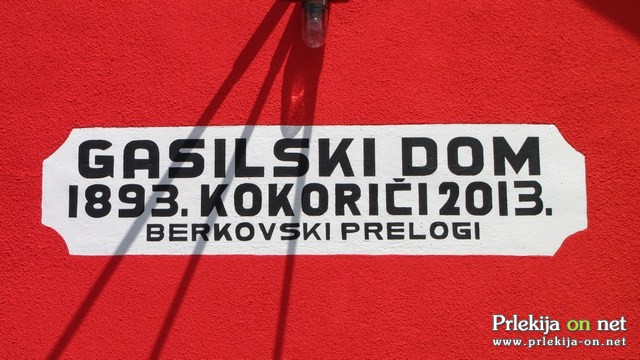 GASILSKI DOM
1893. KOKORIČI 2013.
BERKOVSKI PRELOGI
Prlekija on net
www.prlekija-on.net